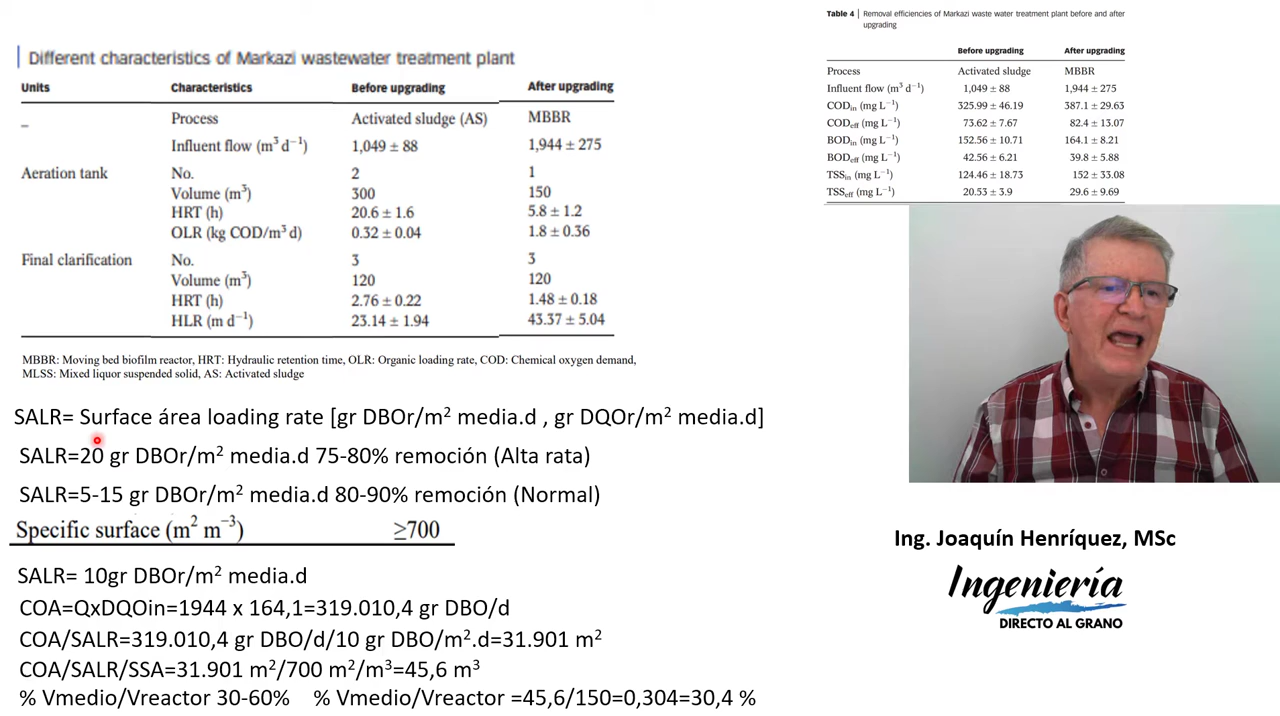 Different characteristics of Markazi wastewater treatment plant
Units Characteristics Before upgrading After upgrading
_ Process Activated sludge (AS) MBBR
Influent flow (m³ d⁻¹) 1,049 ± 88 1,944 ± 275
Aeration tank No. 2 1
Volume (m³) 300 150
HRT (h) 20.6 ± 1.6 5.8 ± 1.2
OLR (kg COD/m³ d) 0.32 ± 0.04 1.8 ± 0.36
Final clarification No. 3 3
Volume (m³) 120 120
HRT (h) 2.76 ± 0.22 1.48 ± 0.18
HLR (m d⁻¹) 23.14 ± 1.94 43.37 ± 5.04
MBBR: Moving bed biofilm reactor, HRT: Hydraulic retention time, OLR: Organic loading rate, COD: Chemical oxygen demand,
MLSS: Mixed liquor suspended solid, AS: Activated sludge
SALR= Surface área loading rate [gr DBOr/m² media.d , gr DQOr/m² media.d]
SALR=20 gr DBOr/m² media.d 75-80% remoción (Alta rata)
SALR=5-15 gr DBOr/m² media.d 80-90% remoción (Normal)
Specific surface (m² m⁻³) ≥700
SALR= 10gr DBOr/m² media.d
COA=QxDQOin=1944 x 164,1=319.010,4 gr DBO/d
COA/SALR=319.010,4 gr DBO/d/10 gr DBO/m².d=31.901 m²
COA/SALR/SSA=31.901 m²/700 m²/m³=45,6 m³
% Vmedio/Vreactor 30-60% % Vmedio/Vreactor =45,6/150=0,304=30,4 %
Table 4 | Removal efficiencies of Markazi waste water treatment plant before and after
upgrading
Before upgrading After upgrading
Process Activated sludge MBBR
Influent flow (m³ d⁻¹) 1,049 ± 88 1,944 ± 275
CODin (mg L⁻¹) 325.99 ± 46.19 387.1 ± 29.63
CODeff (mg L⁻¹) 73.62 ± 7.67 82.4 ± 13.07
BODin (mg L⁻¹) 152.56 ± 10.71 164.1 ± 8.21
BODeff (mg L⁻¹) 42.56 ± 6.21 39.8 ± 5.88
TSSin (mg L⁻¹) 124.46 ± 18.73 152 ± 33.08
TSSeff (mg L⁻¹) 20.53 ± 3.9 29.6 ± 9.69
Ing. Joaquín Henríquez, MSc
Ingeniería
DIRECTO AL GRANO